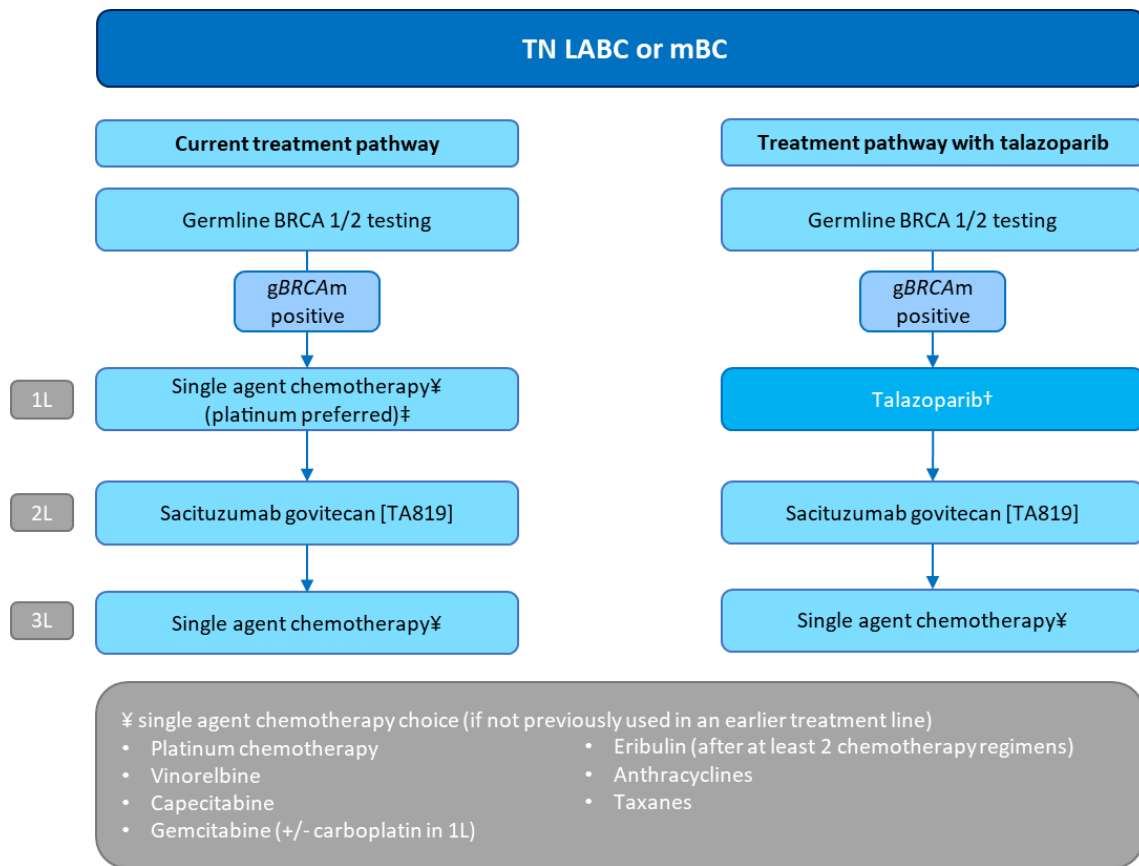 TN LABC or mBC
Current treatment pathway
Treatment pathway with talazoparib
Germline BRCA 1/2 testing
Germline BRCA 1/2 testing
gBRCAm
positive
gBRCAm
positive
1L
Single agent chemotherapy¥
(platinum preferred)‡
Talazoparib†
2L
Sacituzumab govitecan [TA819]
Sacituzumab govitecan [TA819]
3L
Single agent chemotherapy¥
Single agent chemotherapy¥
¥ single agent chemotherapy choice (if not previously used in an earlier treatment line)
• Platinum chemotherapy
• Vinorelbine
• Capecitabine
• Gemcitabine (+/- carboplatin in 1L)
• Eribulin (after at least 2 chemotherapy regimens)
• Anthracyclines
• Taxanes